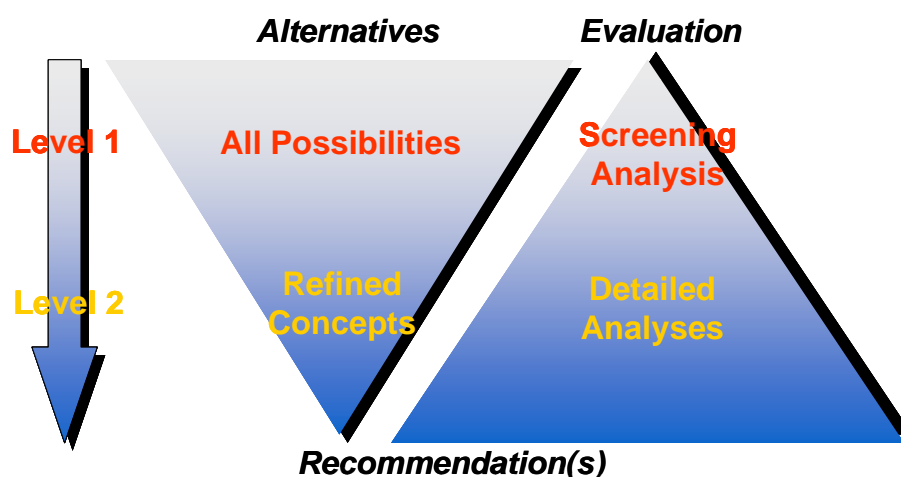 Alternatives
Evaluation
Level 1
All Possibilities
Screening
Analysis
Level 2
Refined
Concepts
Detailed
Analyses
Recommendation(s)